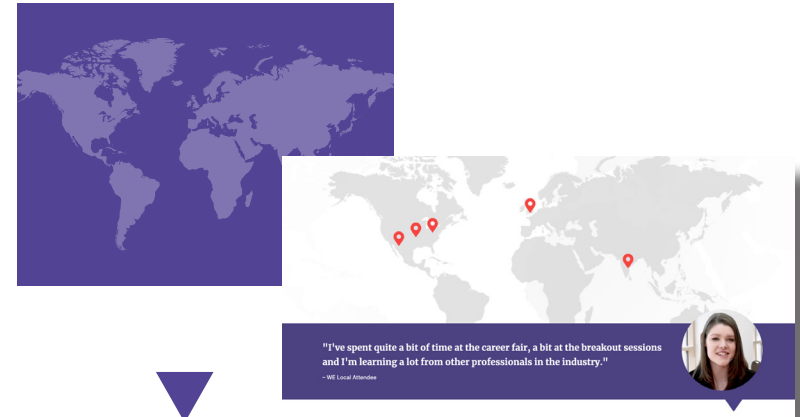 "I've spent quite a bit of time at the career fair, a bit at the breakout sessions
and I'm learning a lot from other professionals in the industry."
– WE Local Attendee